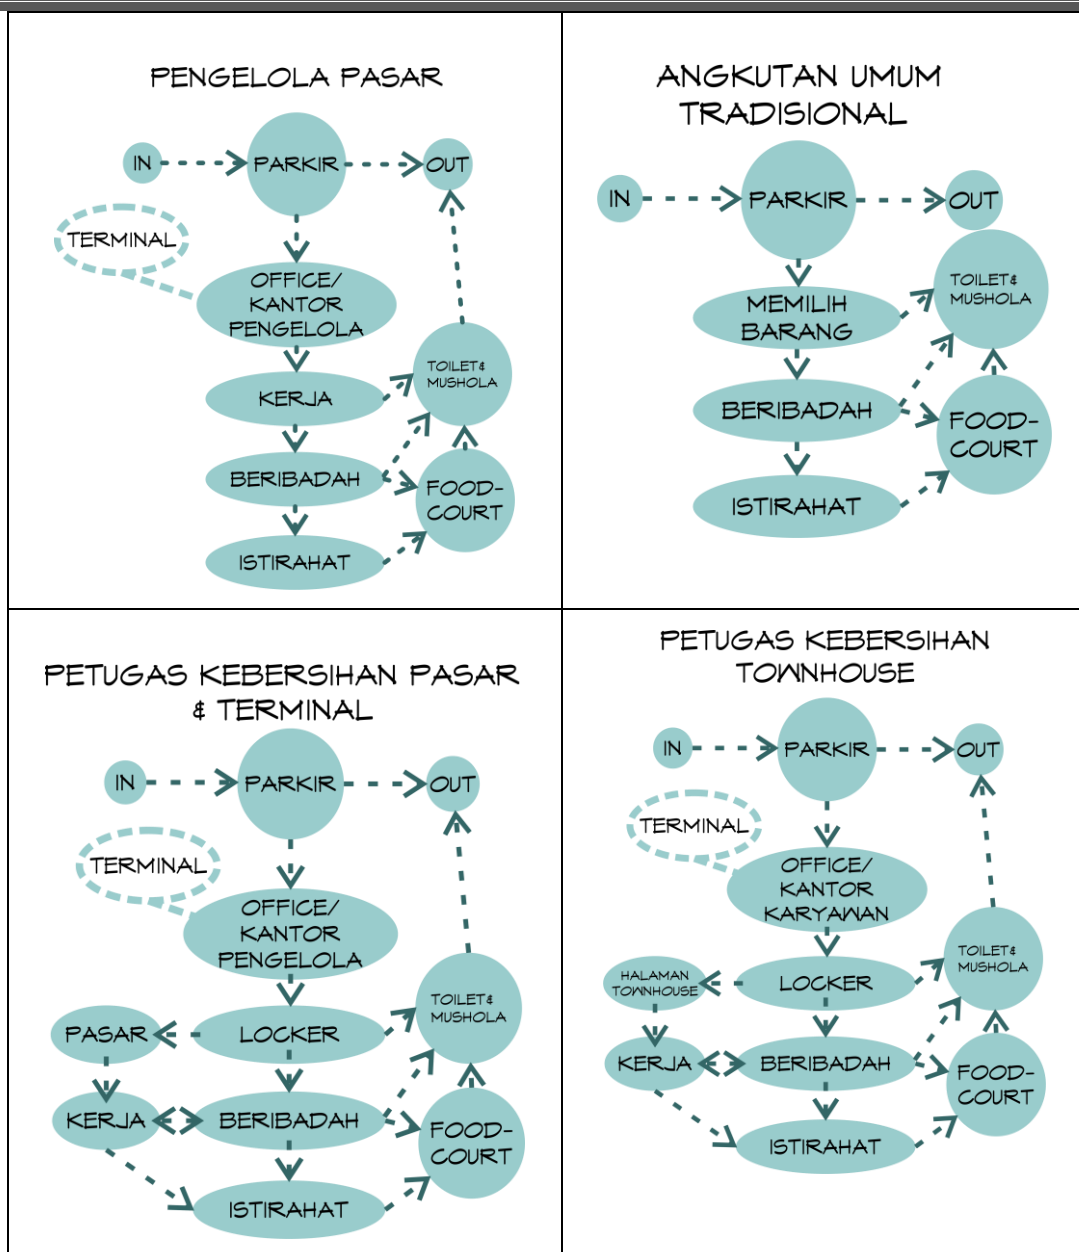 PENGELOLA PASAR
IN
PARKIR
OUT
TERMINAL
OFFICE/
KANTOR
PENGELOLA
TOILET&
MUSHOLA
KERJA
BERIBADAH
FOOD-
COURT
ISTIRAHAT
ANGKUTAN UMUM
TRADISIONAL
IN
PARKIR
OUT
TOILET&
MUSHOLA
MEMILIH
BARANG
BERIBADAH
FOOD-
COURT
ISTIRAHAT
PETUGAS KEBERSIHAN PASAR
& TERMINAL
IN
PARKIR
OUT
TERMINAL
OFFICE/
KANTOR
PENGELOLA
TOILET&
MUSHOLA
PASAR
LOCKER
KERJA
BERIBADAH
FOOD-
COURT
ISTIRAHAT
PETUGAS KEBERSIHAN
TOWNHOUSE
IN
PARKIR
OUT
TERMINAL
OFFICE/
KANTOR
KARYAWAN
TOILET&
MUSHOLA
HALAMAN
TOWNHOUSE
LOCKER
KERJA
BERIBADAH
FOOD-
COURT
ISTIRAHAT